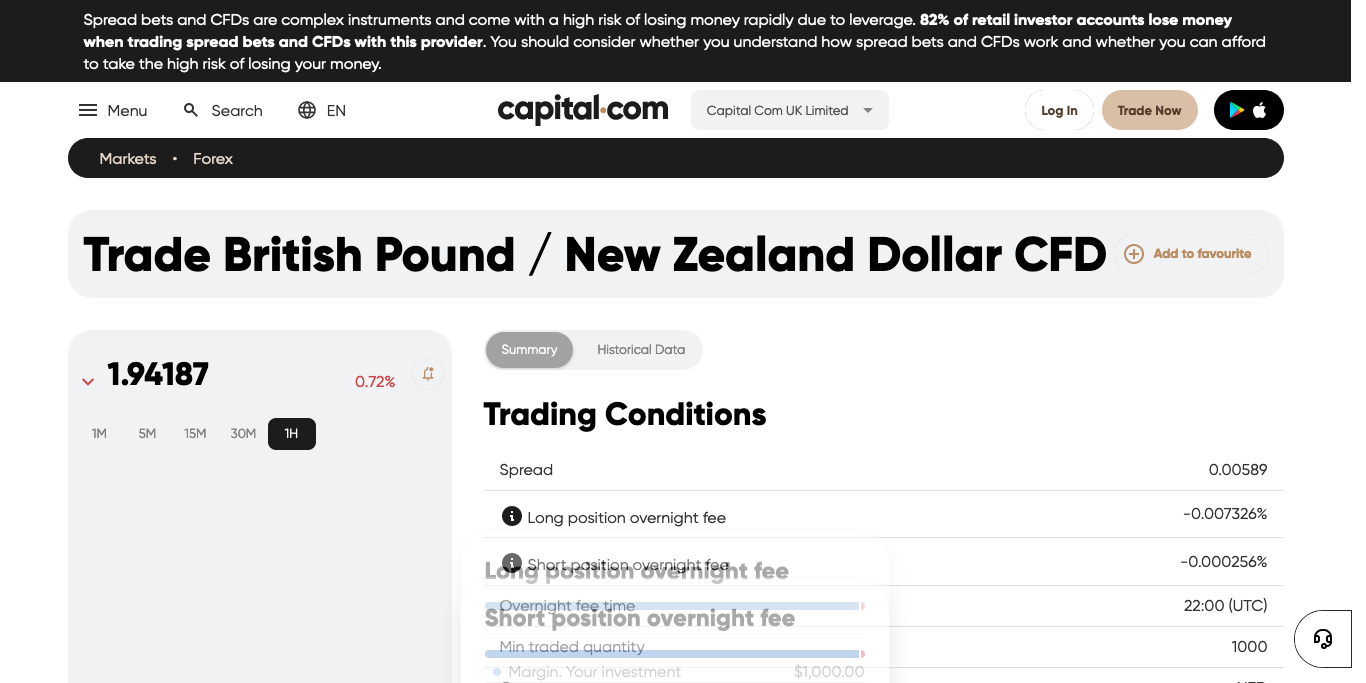 Spread bets and CFDs are complex instruments and come with a high risk of losing money rapidly due to leverage. 82% of retail investor accounts lose money
when trading spread bets and CFDs with this provider. You should consider whether you understand how spread bets and CFDs work and whether you can afford
to take the high risk of losing your money.
Menu Search EN capital.com Capital Com UK Limited Log In Trade Now
Markets • Forex
Trade British Pound / New Zealand Dollar CFD Add to favourite
1.94187 0.72%
1M 5M 15M 30M 1H
Summary Historical Data
Trading Conditions
Spread 0.00589
Long position overnight fee -0.007326%
Short position overnight fee -0.000256%
Long position overnight fee
Overnight fee time 22:00 (UTC)
Short position overnight fee
Min traded quantity 1000
Margin. Your investment $1,000.00